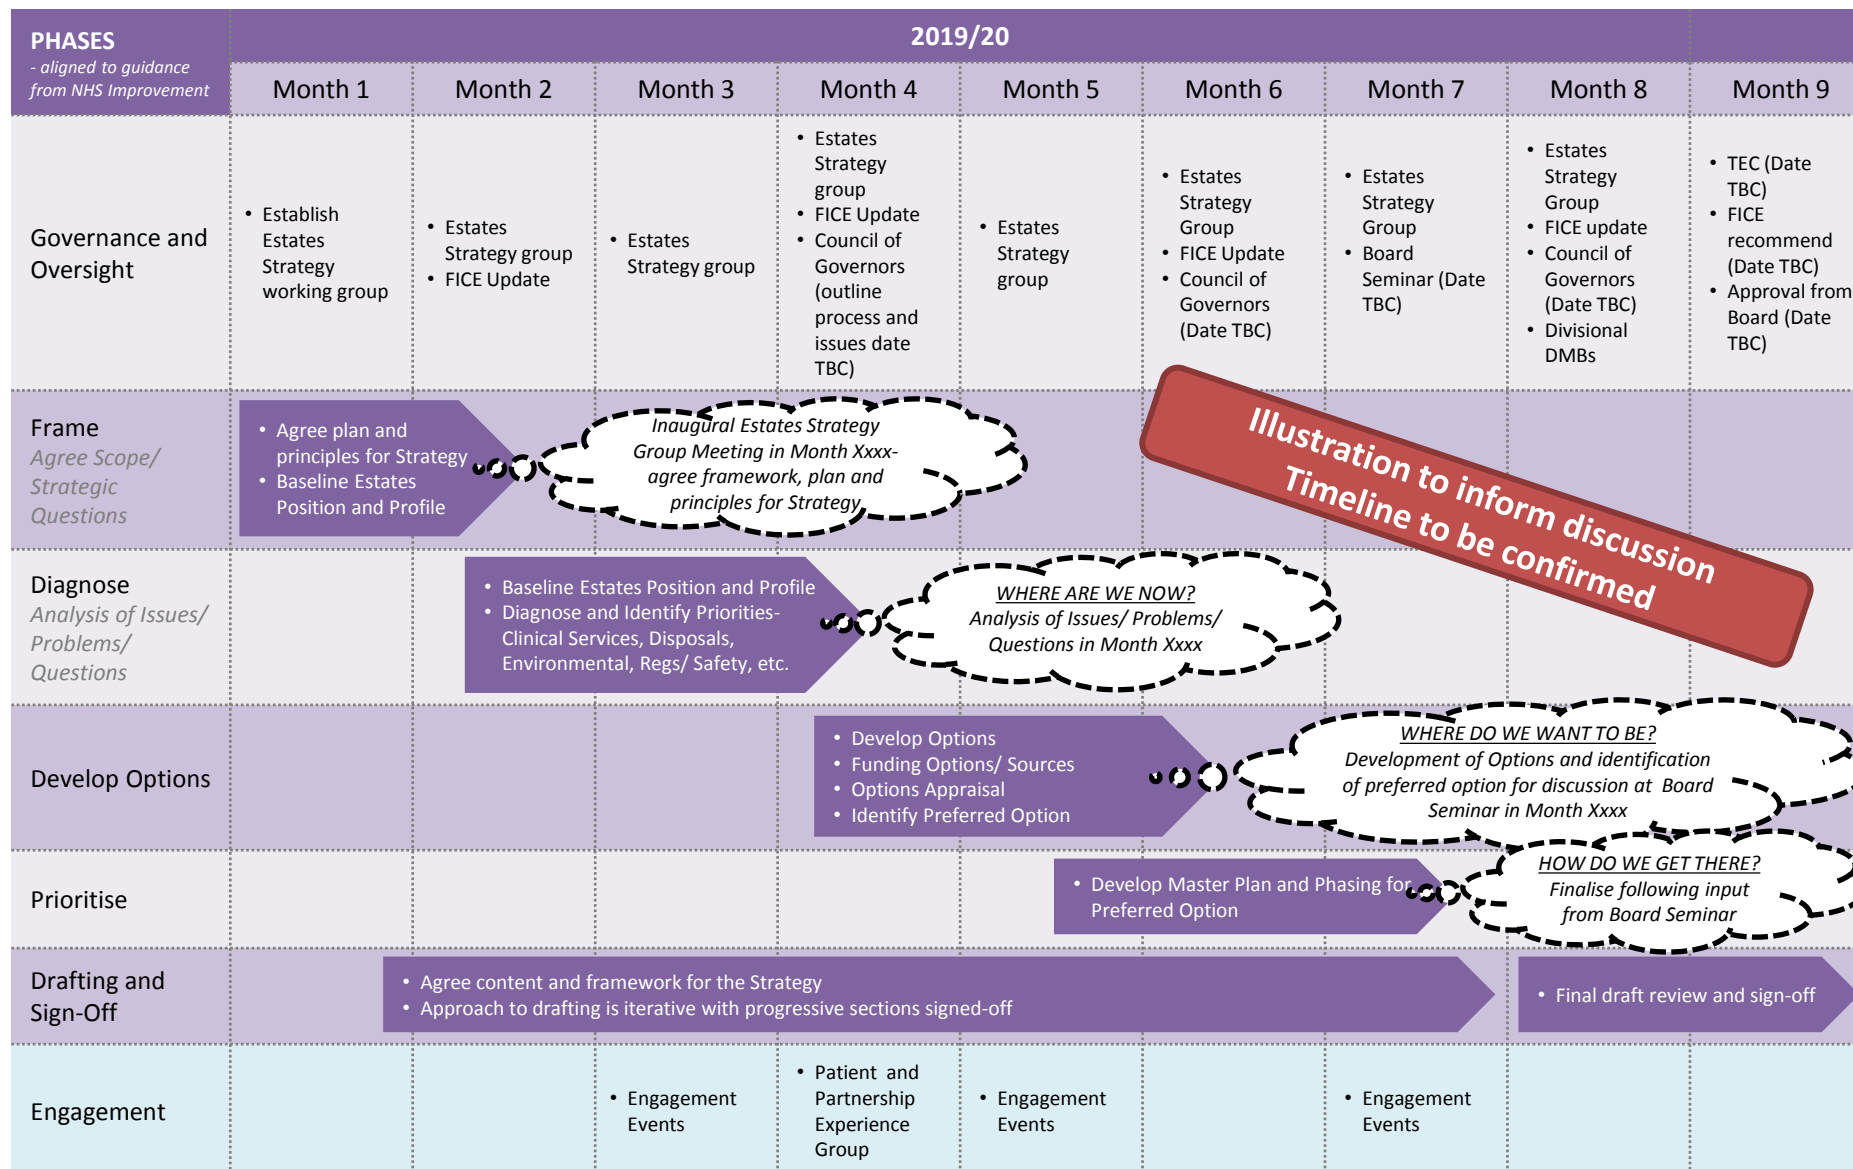 PHASES
- aligned to guidance
from NHS Improvement
2019/20
Month 1
Month 2
Month 3
Month 4
Month 5
Month 6
Month 7
Month 8
Month 9
Governance and
Oversight
• Establish
Estates
Strategy
working group
• Estates
Strategy group
• FICE Update
• Estates
Strategy group
• Estates
Strategy
group
• FICE Update
• Council of
Governors
(outline
process and
issues date
TBC)
• Estates
Strategy
group
• Estates
Strategy
Group
• FICE Update
• Council of
Governors
(Date TBC)
• Estates
Strategy
Group
• Board
Seminar (Date
TBC)
• Estates
Strategy
Group
• FICE update
• Council of
Governors
(Date TBC)
• Divisional
DMBs
• TEC (Date
TBC)
• FICE
recommend
(Date TBC)
• Approval from
Board (Date
TBC)
Frame
Agree Scope/
Strategic
Questions
• Agree plan and
principles for Strategy
• Baseline Estates
Position and Profile
Inaugural Estates Strategy
Group Meeting in Month Xxxx-
agree framework, plan and
principles for Strategy
Illustration to inform discussion
Timeline to be confirmed
Diagnose
Analysis of Issues/
Problems/
Questions
• Baseline Estates Position and Profile
• Diagnose and Identify Priorities-
Clinical Services, Disposals,
Environmental, Regs/ Safety, etc.
WHERE ARE WE NOW?
Analysis of Issues/ Problems/
Questions in Month Xxxx
Develop Options
• Develop Options
• Funding Options/ Sources
• Options Appraisal
• Identify Preferred Option
WHERE DO WE WANT TO BE?
Development of Options and identification
of preferred option for discussion at Board
Seminar in Month Xxxx
Prioritise
• Develop Master Plan and Phasing for
Preferred Option
HOW DO WE GET THERE?
Finalise following input
from Board Seminar
Drafting and
Sign-Off
• Agree content and framework for the Strategy
• Approach to drafting is iterative with progressive sections signed-off
• Final draft review and sign-off
Engagement
• Engagement
Events
• Patient and
Partnership
Experience
Group
• Engagement
Events
• Engagement
Events